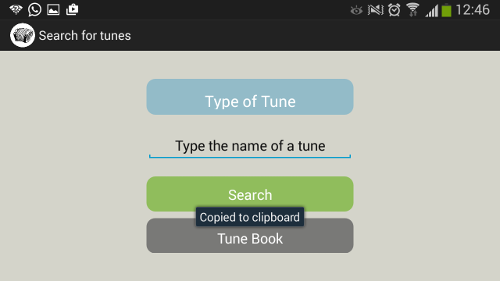 12:46
Search for tunes
Type of Tune
Type the name of a tune
Search
Copied to clipboard
Tune Book